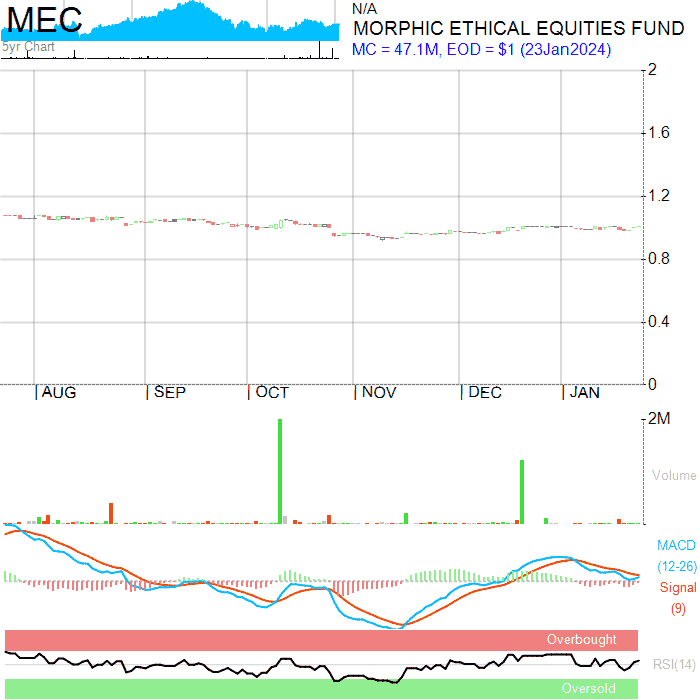 MEC
5yr Chart
N/A
MORPHIC ETHICAL EQUITIES FUND
MC = 47.1M, EOD = $1 (23Jan2024)
2
1.6
1.2
0.8
0.4
0
AUG SEP OCT NOV DEC JAN
2M
Volume
MACD
(12-26)
Signal
(9)
Overbought
RSI(14)
Oversold